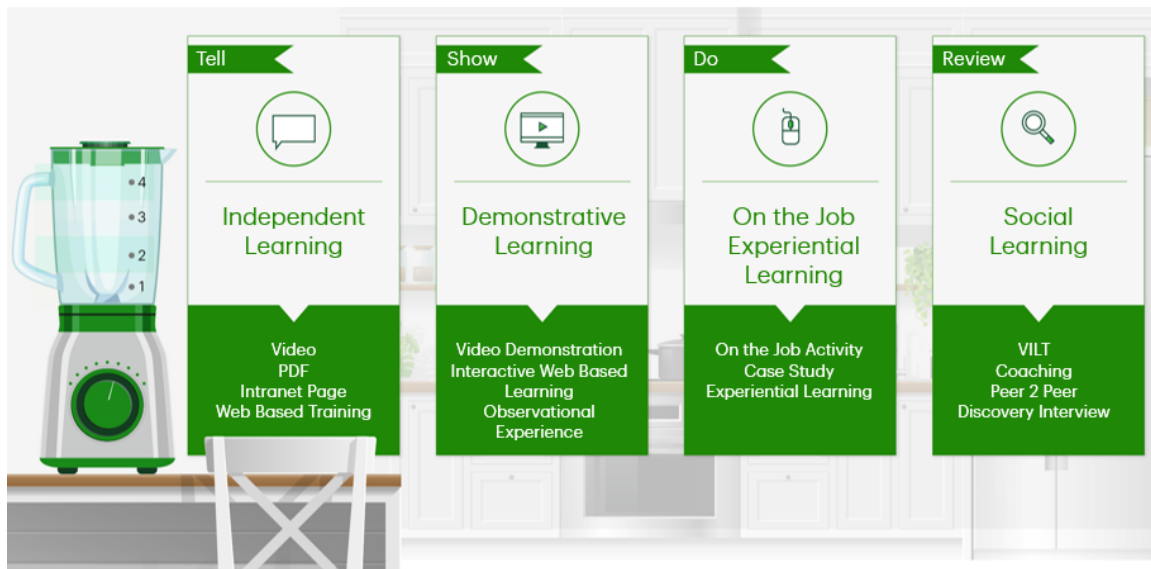 4
3
2
1
Tell
Independent
Learning
Video
PDF
Intranet Page
Web Based Training
Show
Demonstrative
Learning
Video Demonstration
Interactive Web Based
Learning
Observational
Experience
Do
On the Job
Experiential
Learning
On the Job Activity
Case Study
Experiential Learning
Review
Social
Learning
VILT
Coaching
Peer 2 Peer
Discovery Interview